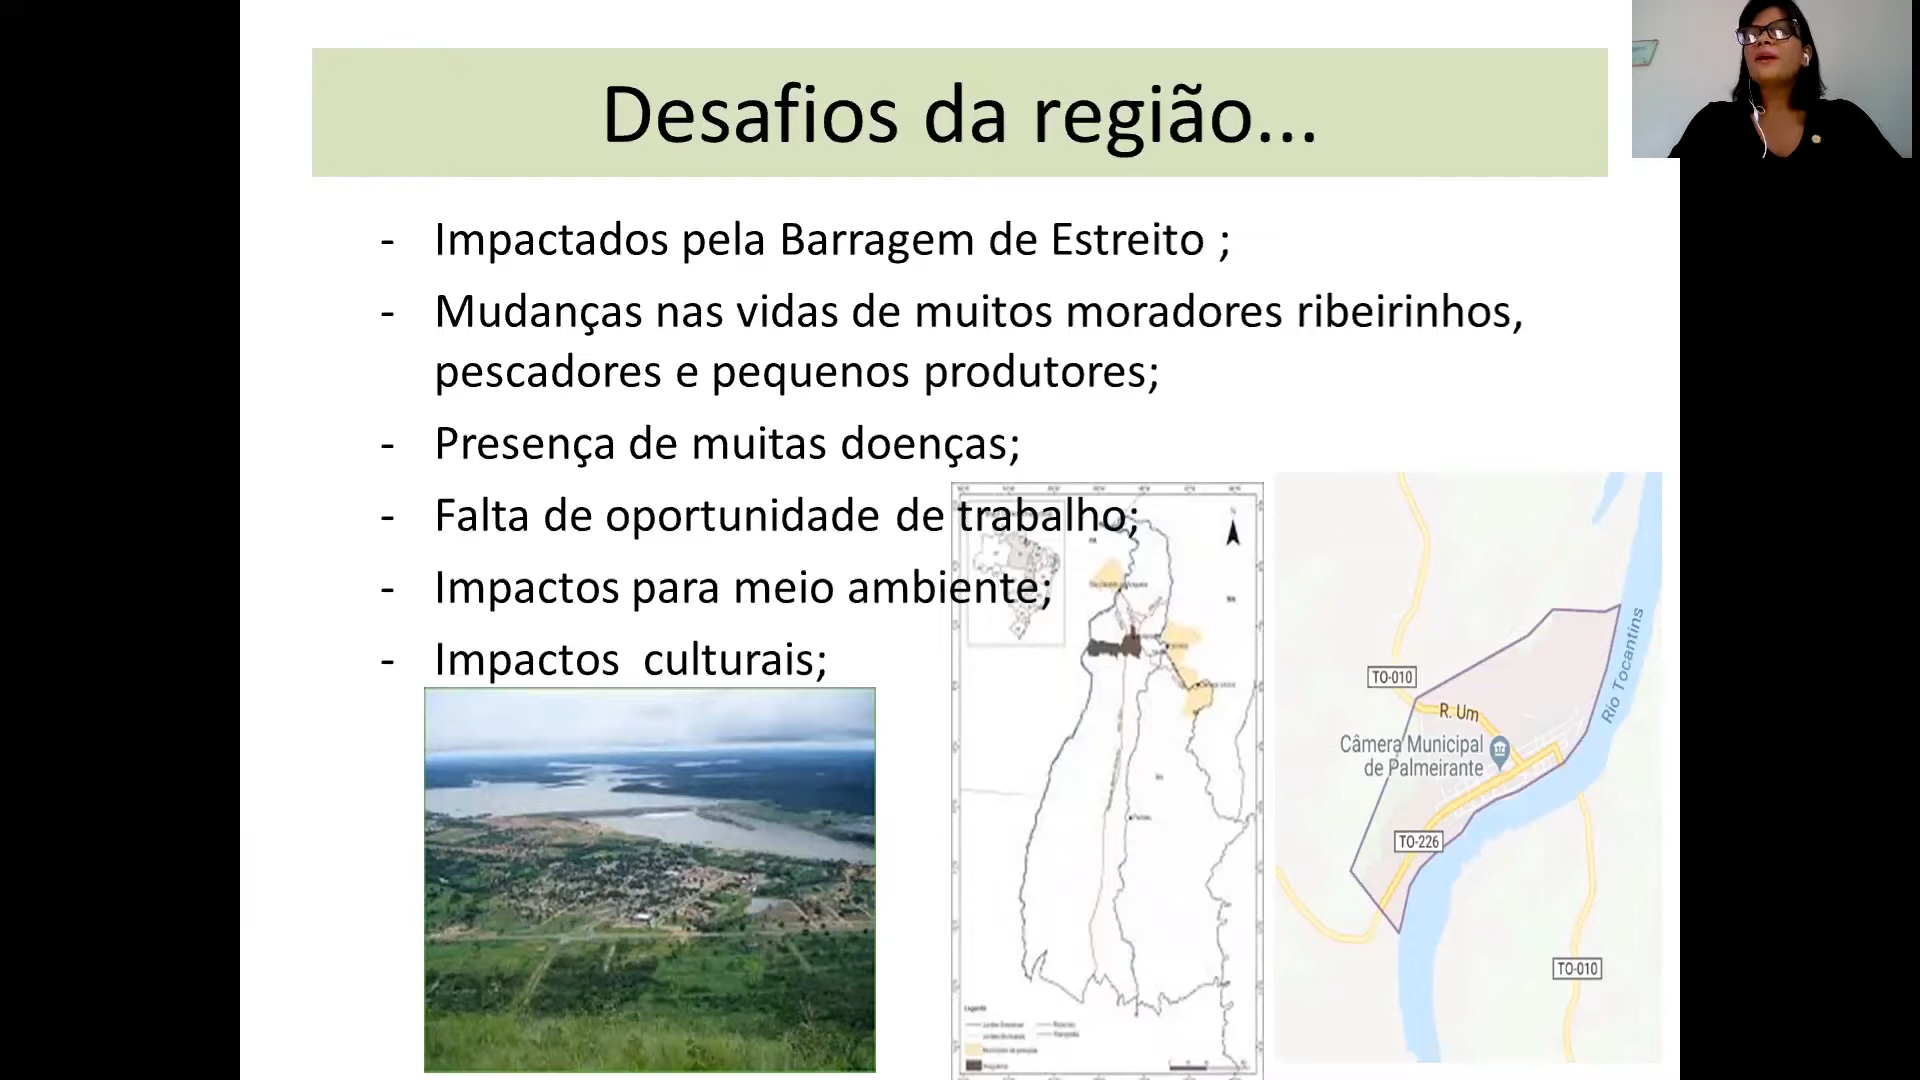 Desafios da região...
- Impactados pela Barragem de Estreito ;
- Mudanças nas vidas de muitos moradores ribeirinhos,
pescadores e pequenos produtores;
- Presença de muitas doenças;
- Falta de oportunidade de trabalho;
- Impactos para meio ambiente;
- Impactos  culturais;
Rio Tocantins
TO-010
R. Um
Câmera Municipal
de Palmeirante
TO-226
TO-010